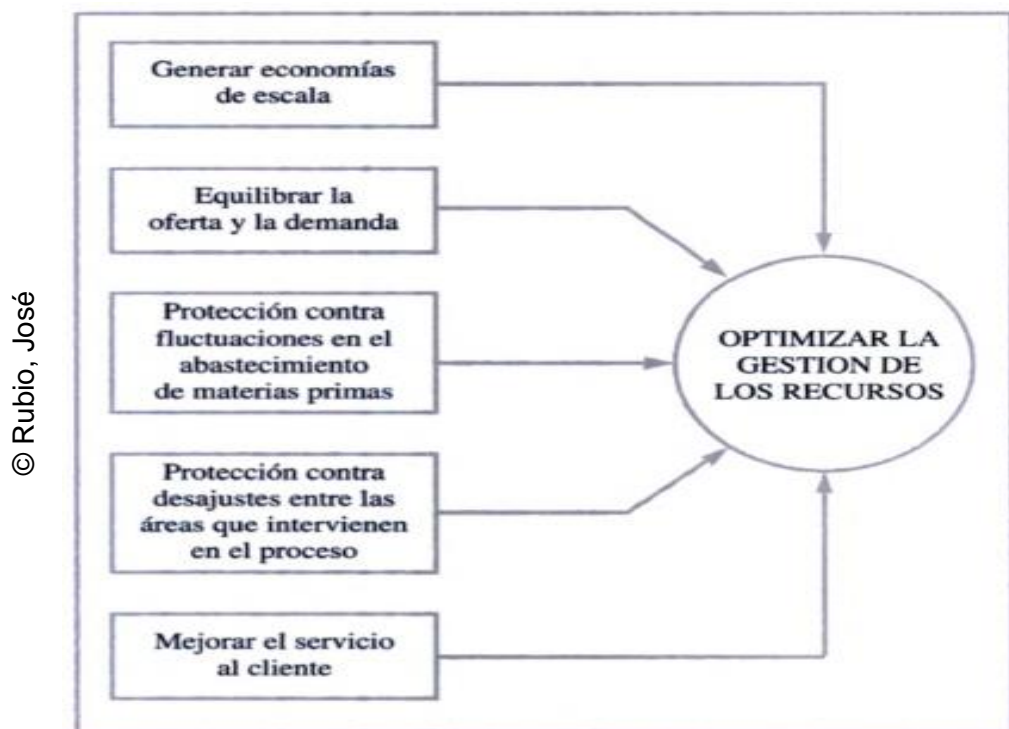 © Rubio, José
Generar economías
de escala
Equilibrar la
oferta y la demanda
Protección contra
fluctuaciones en el
abastecimiento
de materias primas
Protección contra
desajustes entre las
áreas que intervienen
en el proceso
Mejorar el servicio
al cliente
OPTIMIZAR LA
GESTION DE
LOS RECURSOS